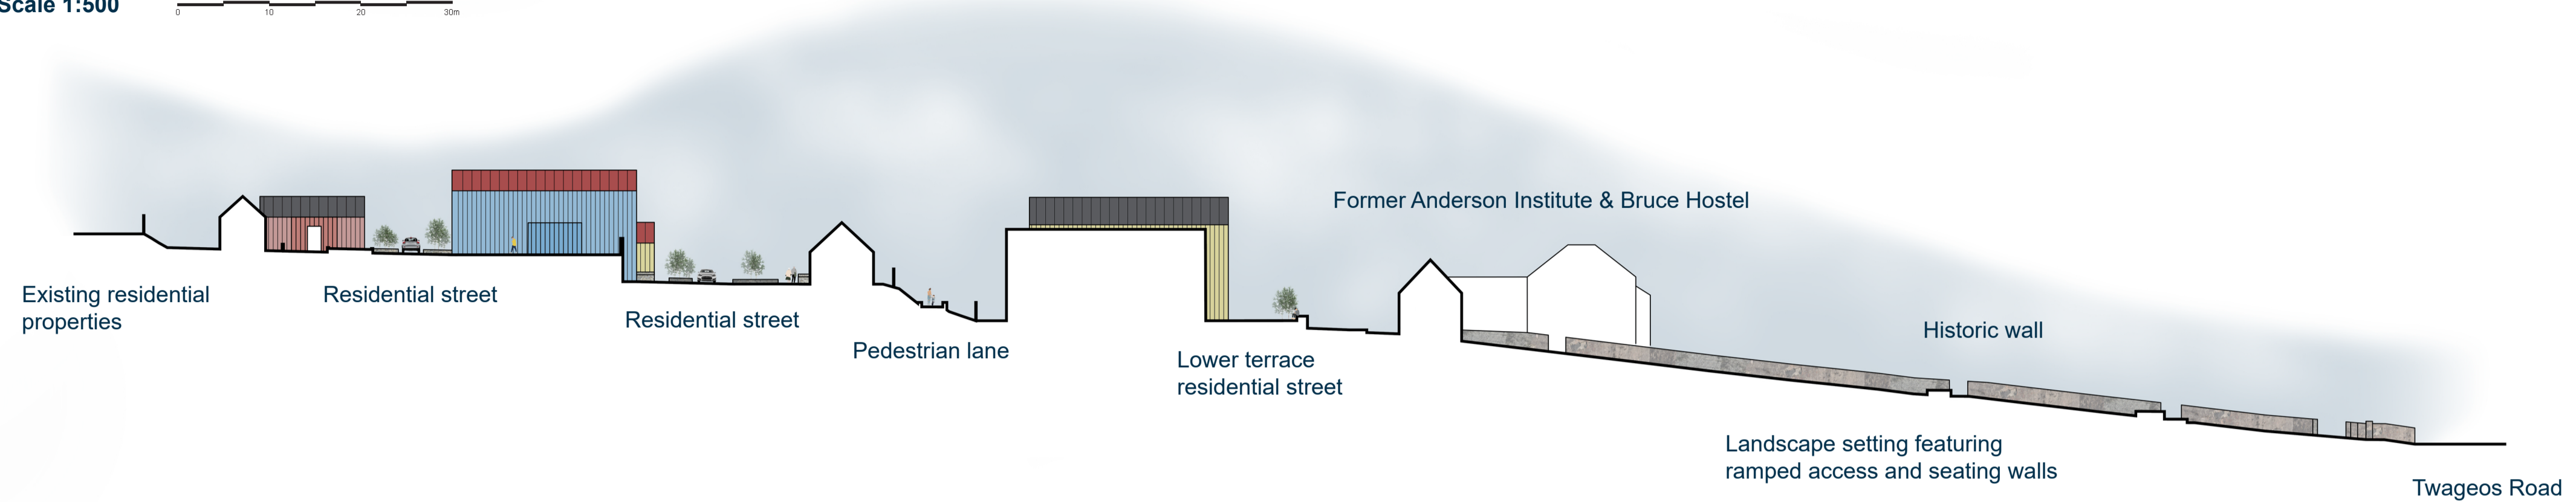 Scale 1:500
0 10 20 30m
Former Anderson Institute & Bruce Hostel
Existing residential
properties
Residential street
Residential street
Pedestrian lane
Lower terrace
residential street
Historic wall
Landscape setting featuring
ramped access and seating walls
Twageos Road